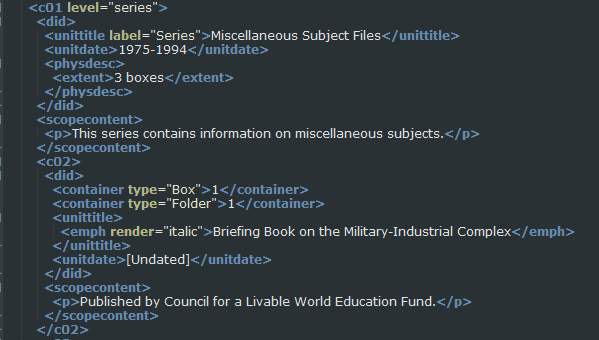 <c01 level="series">
<did>
<unittitle label="Series">Miscellaneous Subject Files</unittitle>
<unitdate>1975-1994</unitdate>
<physdesc>
<extent>3 boxes</extent>
</physdesc>
</did>
<scopecontent>
<p>This series contains information on miscellaneous subjects.</p>
</scopecontent>
<c02>
<did>
<container type="Box">1</container>
<container type="Folder">1</container>
<unittitle>
<emph render="italic">Briefing Book on the Military-Industrial Complex</emph>
</unittitle>
<unitdate>[Undated]</unitdate>
</did>
<scopecontent>
<p>Published by Council for a Livable World Education Fund.</p>
</scopecontent>
</c02>